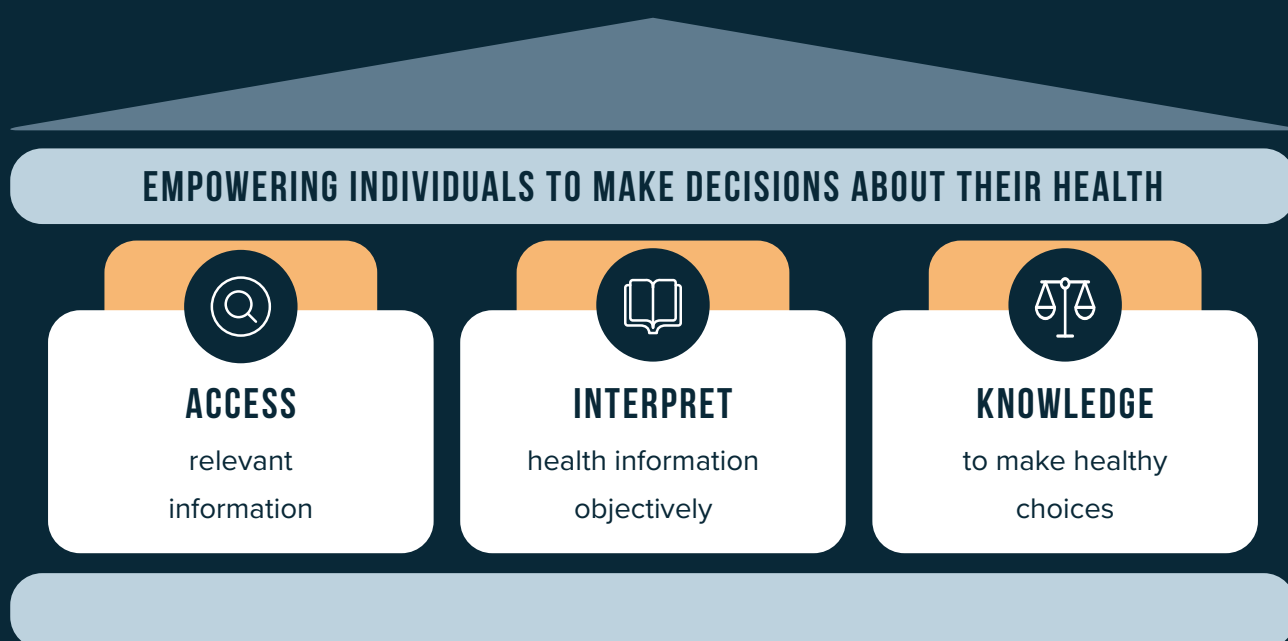 EMPOWERING INDIVIDUALS TO MAKE DECISIONS ABOUT THEIR HEALTH
ACCESS
relevant
information
INTERPRET
health information
objectively
KNOWLEDGE
to make healthy
choices